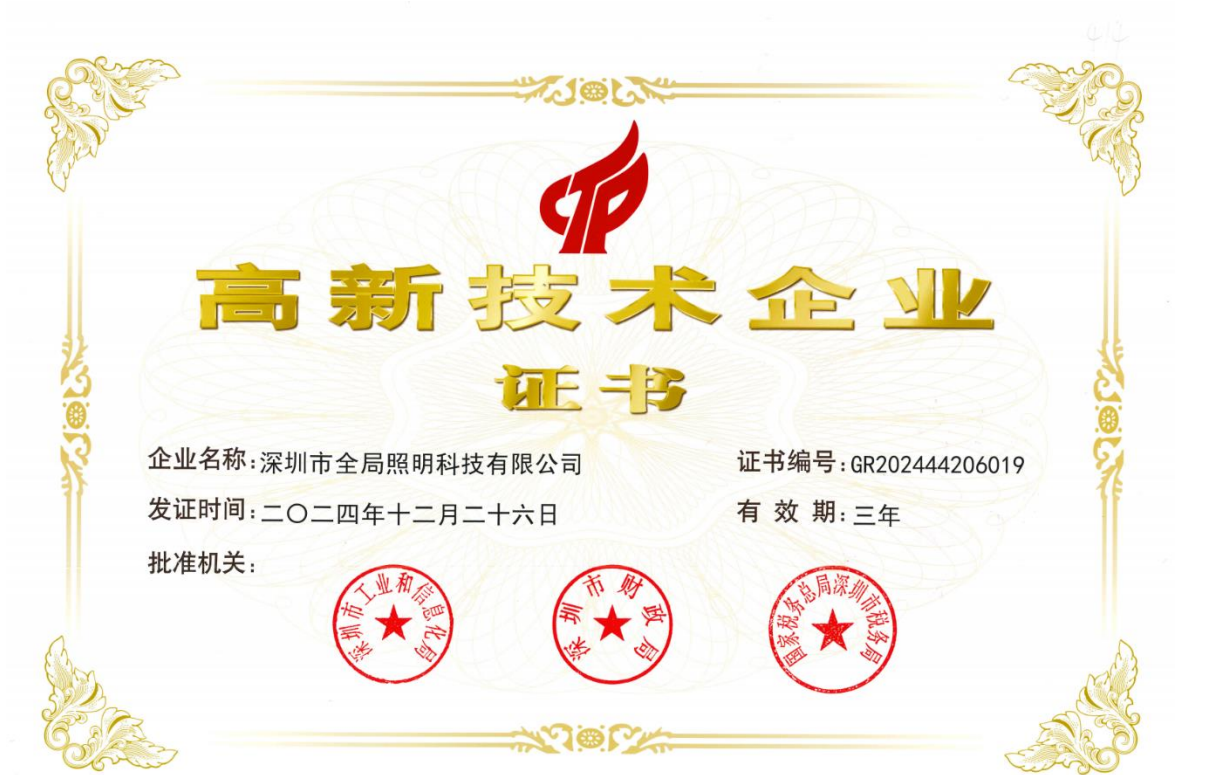 高新技术企业
证书
企业名称:深圳市全局照明科技有限公司
证书编号:GR202444206019
发证时间:二〇二四年十二月二十六日
有 效 期:三年
批准机关:
深圳市工业和信息化局
深圳市财政局
国家税务总局深圳市税务局